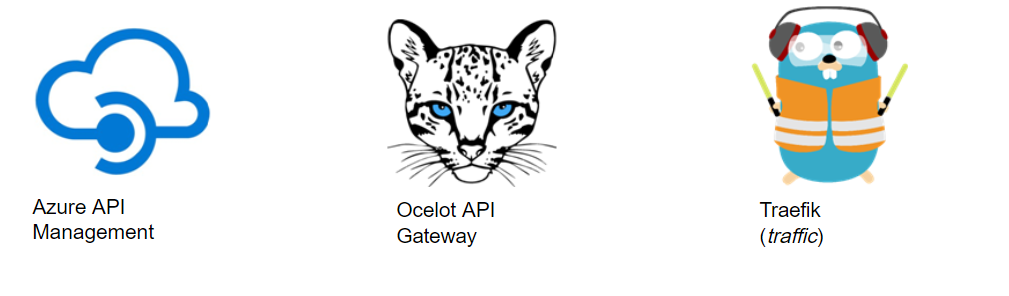 Azure API
Management
Ocelot API
Gateway
Traefik
(traffic)